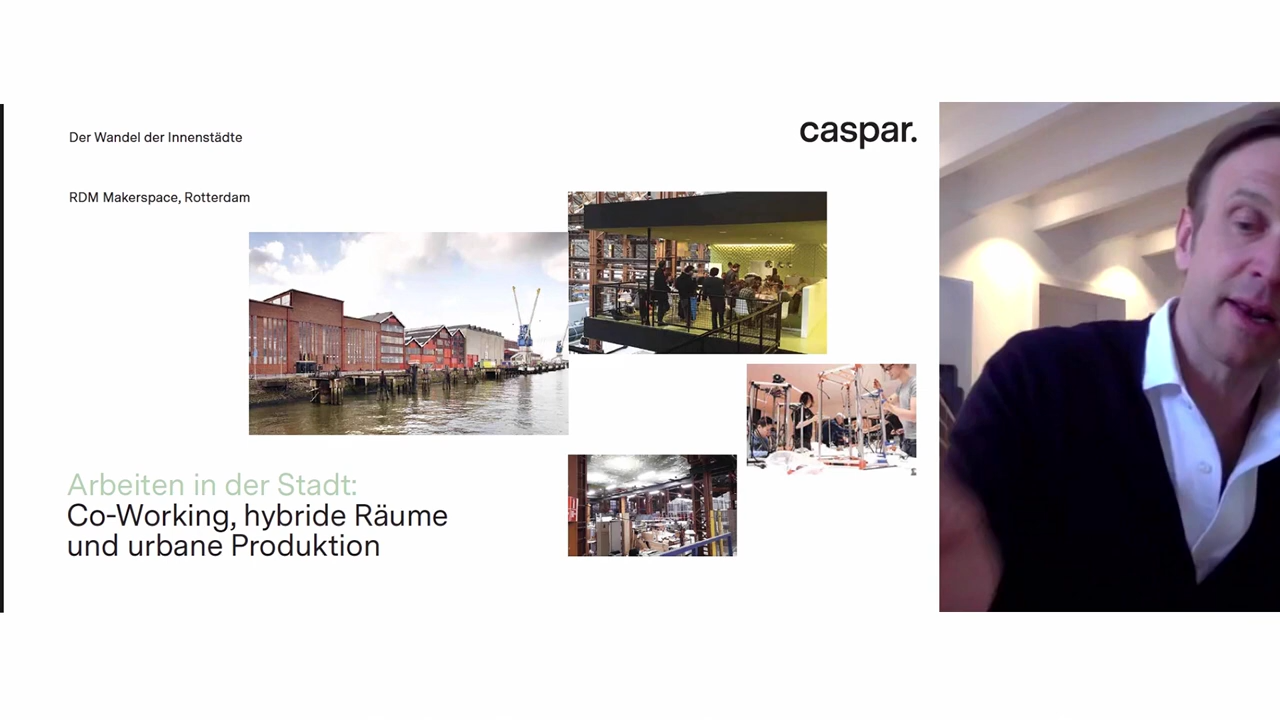 Der Wandel der Innenstädte
caspar.
RDM Makerspace, Rotterdam
Arbeiten in der Stadt:
Co-Working, hybride Räume
und urbane Produktion